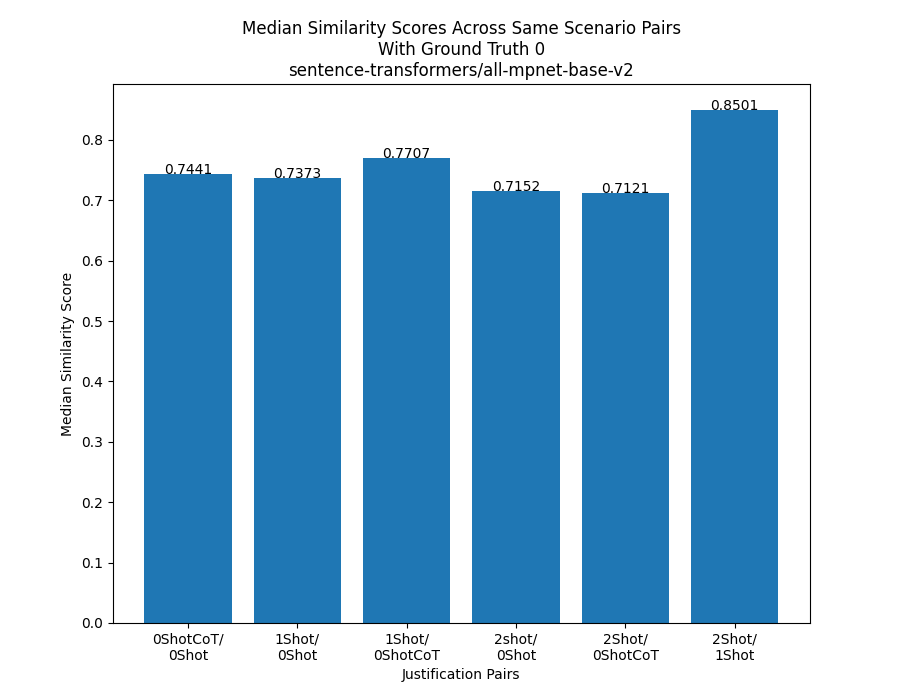 Median Similarity Scores Across Same Scenario Pairs
With Ground Truth 0
sentence-transformers/all-mpnet-base-v2
Median Similarity Score
0.8
0.7
0.6
0.5
0.4
0.3
0.2
0.1
0.0
0.7441
0.7373
0.7707
0.7152
0.7121
0.8501
0ShotCoT/
0Shot
1Shot/
0Shot
1Shot/
0ShotCoT
2shot/
0Shot
2Shot/
0ShotCoT
2Shot/
1Shot
Justification Pairs